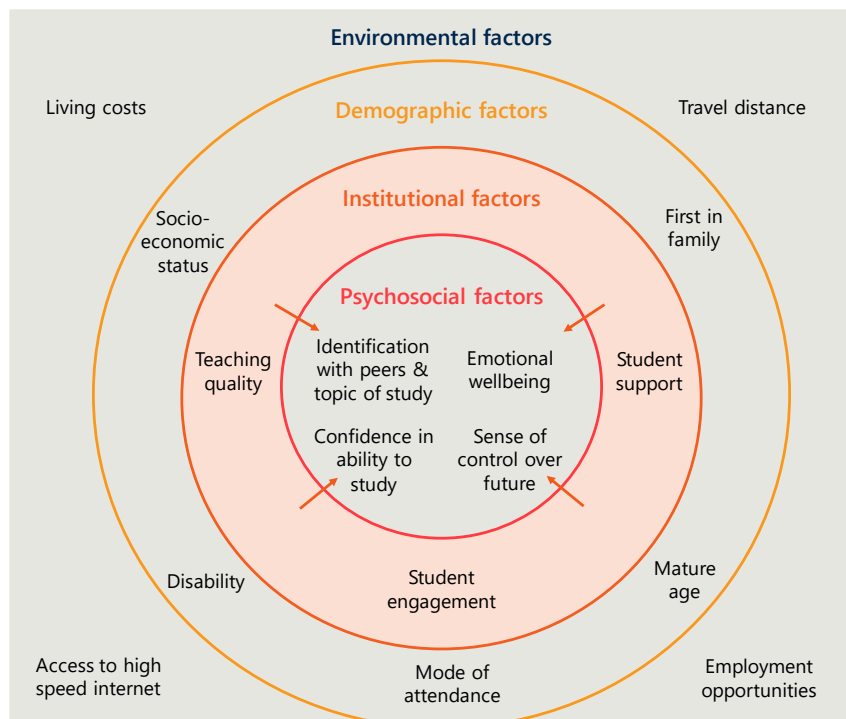 Environmental factors
Living costs
Demographic factors
Travel distance
Institutional factors
Socio-
economic
status
First in
family
Psychosocial factors
Teaching
quality
Identification
with peers &
topic of study
Emotional
wellbeing
Student
support
Confidence in
ability to
study
Sense of
control over
future
Disability
Student
engagement
Mature
age
Access to high
speed internet
Mode of
attendance
Employment
opportunities